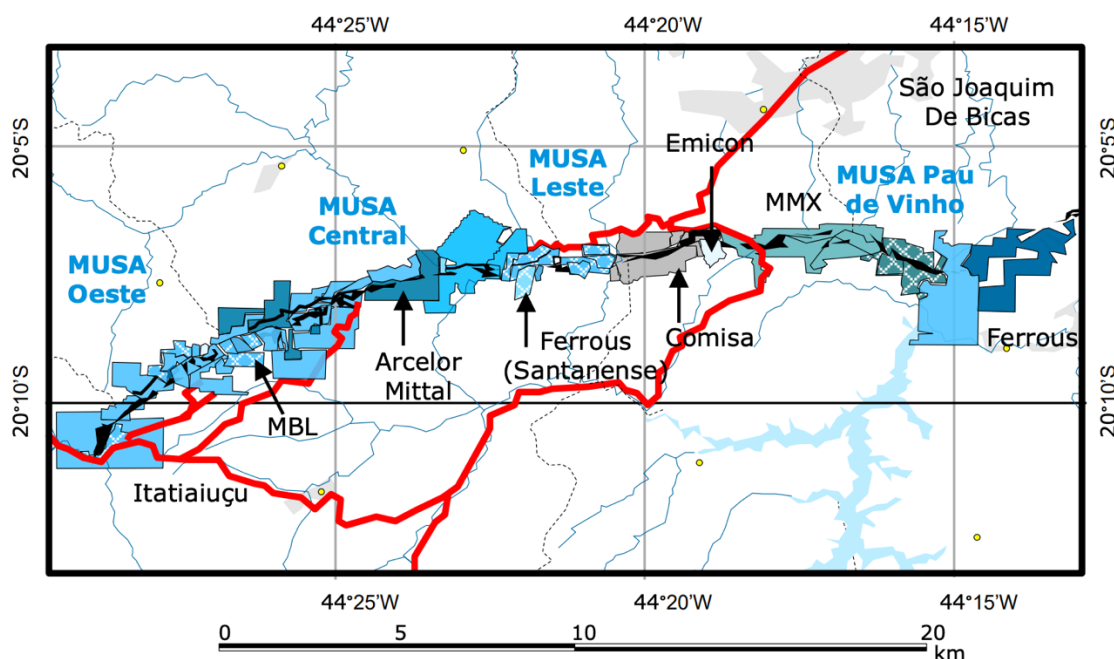 44°25'W
44°20'W
44°15'W
São Joaquim
De Bicas
20°5'S
20°5'S
Emicon
MUSA
Leste
MUSA Pau
de Vinho
MMX
MUSA
Central
MUSA
Oeste
Arcelor
Mittal
Ferrous
(Santanense)
Comisa
Ferrous
20°10'S
20°10'S
MBL
Itatiaiuçu
44°25'W
44°20'W
44°15'W
0
5
10
20
km